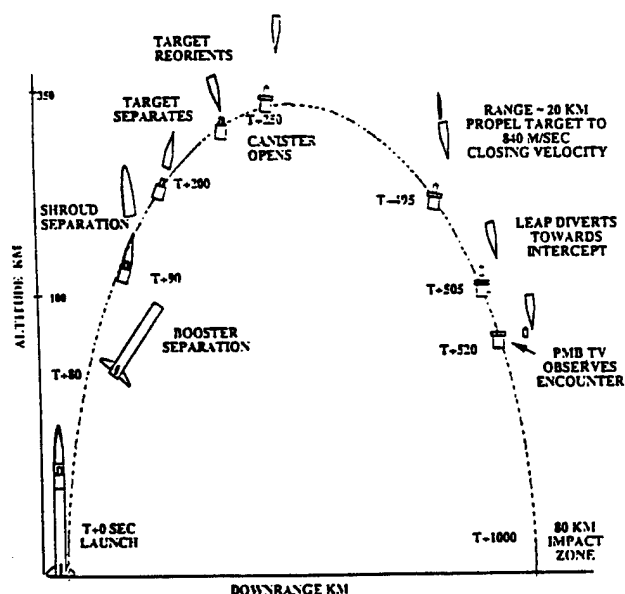 TARGET
REORIENTS
350
TARGET
SEPARATES
T+250
CANISTER
OPENS
RANGE ~ 20 KM
PROPEL TARGET TO
840 M/SEC
CLOSING VELOCITY
T+200
T+495
SHROUD
SEPARATION
LEAP DIVERTS
TOWARDS
INTERCEPT
T+90
T+505
ALTITUDE KM
100
BOOSTER
SEPARATION
T+520
PMB TV
OBSERVES
ENCOUNTER
T+80
T+0 SEC
LAUNCH
T+1000
80 KM
IMPACT
ZONE
DOWNRANGE KM